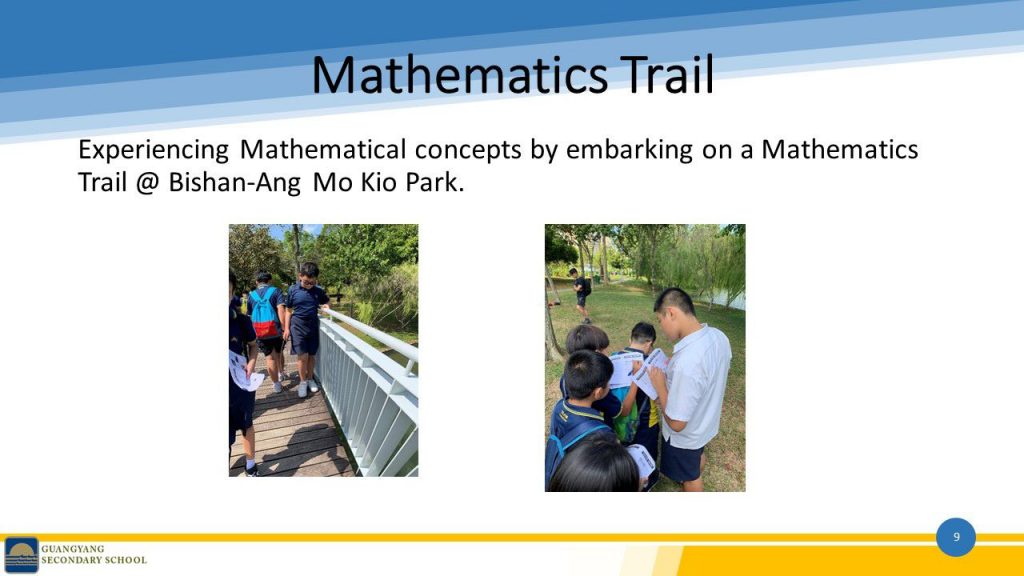 Mathematics Trail
Experiencing Mathematical concepts by embarking on a Mathematics
Trail @ Bishan-Ang Mo Kio Park.
9
GUANGYANG
SECONDARY SCHOOL